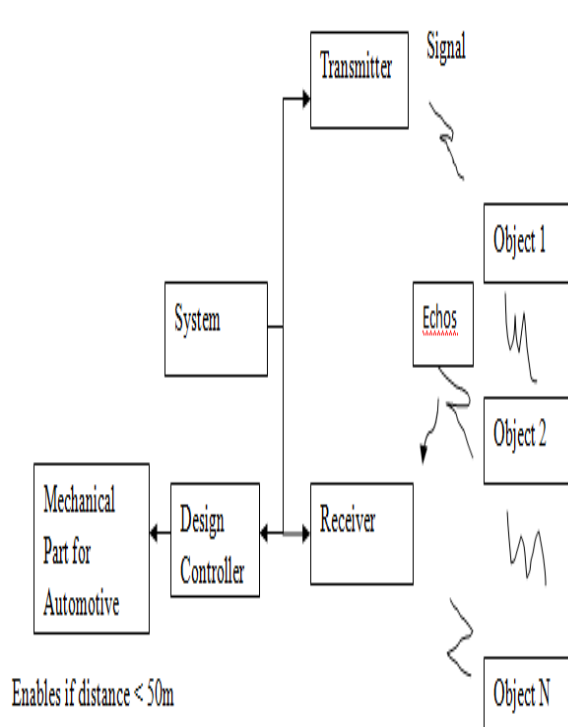 Transmitter
Signal
Object 1
System
Echos
Object 2
Mechanical
Part for
Automotive
Design
Controller
Receiver
Enables if distance < 50m
Object N